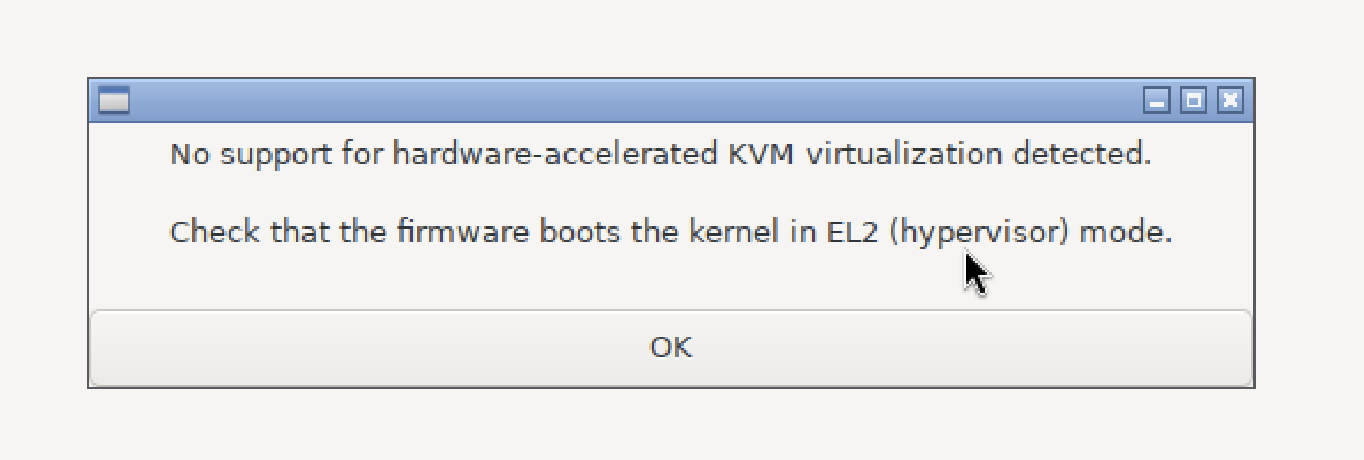 No support for hardware-accelerated KVM virtualization detected.
Check that the firmware boots the kernel in EL2 (hypervisor) mode.
OK